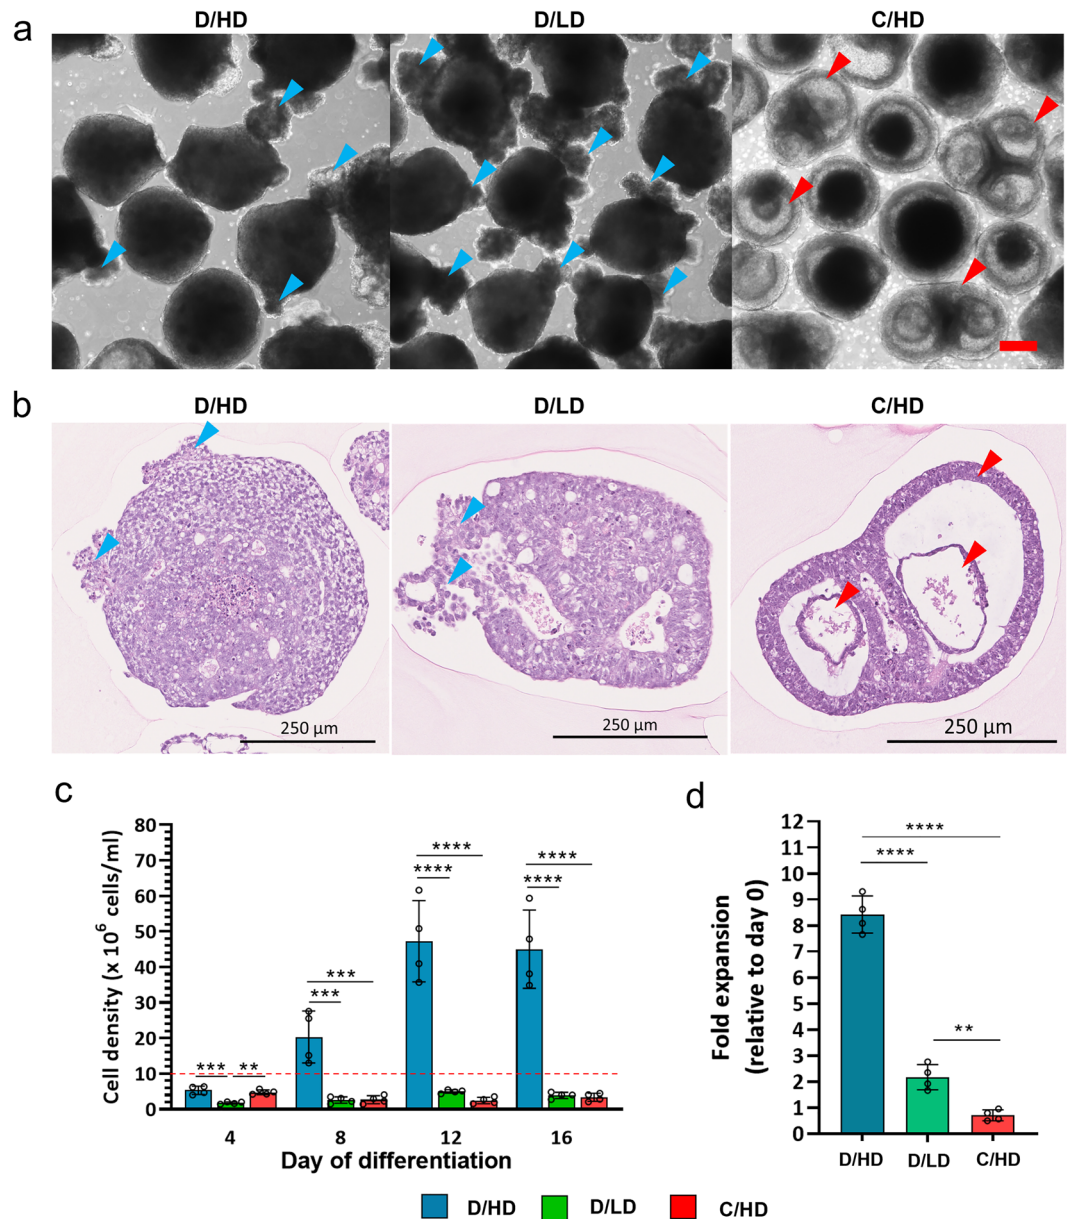 a
D/HD D/LD C/HD
b
D/HD D/LD C/HD
250 µm 250 µm 250 µm
c
Cell density (x 10⁶ cells/ml)
80
70
60
50
40
30
20
10
0
*** **
***
***
****
****
****
****
4 8 12 16
Day of differentiation
d
Fold expansion
(relative to day 0)
12
11
10
9
8
7
6
5
4
3
2
1
0
****
****
**
D/HD D/LD C/HD
D/HD D/LD C/HD